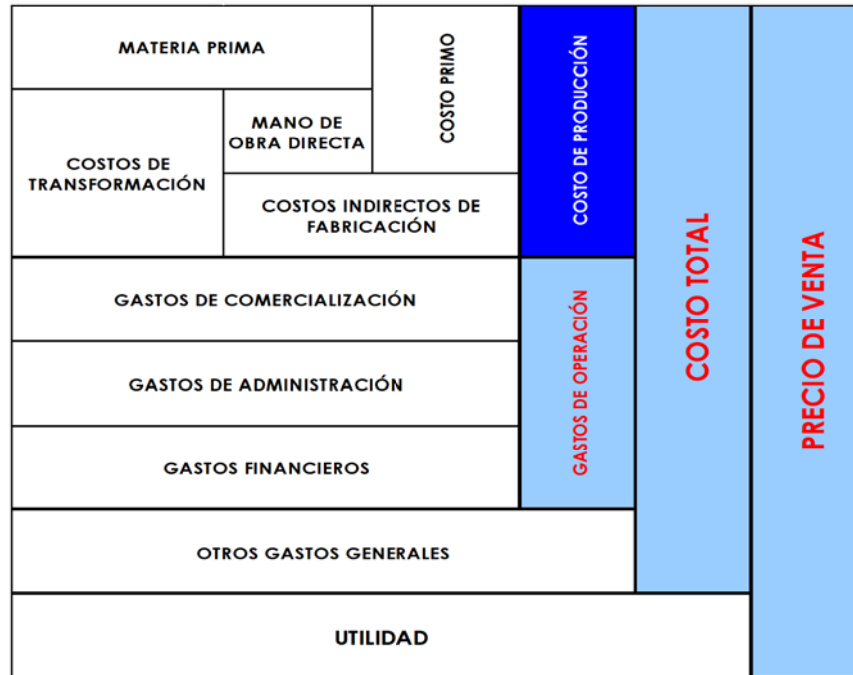 MATERIA PRIMA
COSTO PRIMO
COSTO DE PRODUCCIÓN
COSTO TOTAL
PRECIO DE VENTA
COSTOS DE
TRANSFORMACIÓN
MANO DE
OBRA DIRECTA
COSTOS INDIRECTOS DE
FABRICACIÓN
GASTOS DE COMERCIALIZACIÓN
GASTOS DE OPERACIÓN
GASTOS DE ADMINISTRACIÓN
GASTOS FINANCIEROS
OTROS GASTOS GENERALES
UTILIDAD